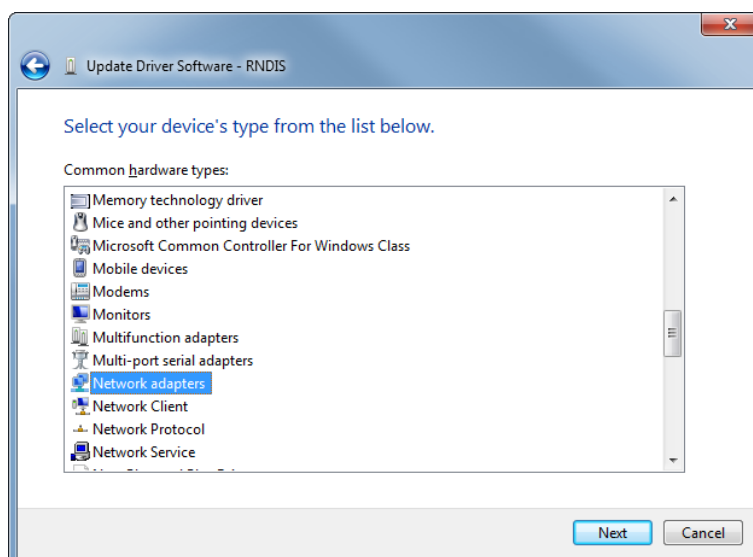 Update Driver Software - RNDIS
Select your device's type from the list below.
Common hardware types:
Memory technology driver
Mice and other pointing devices
Microsoft Common Controller For Windows Class
Mobile devices
Modems
Monitors
Multifunction adapters
Multi-port serial adapters
Network adapters
Network Client
Network Protocol
Network Service
Next Cancel